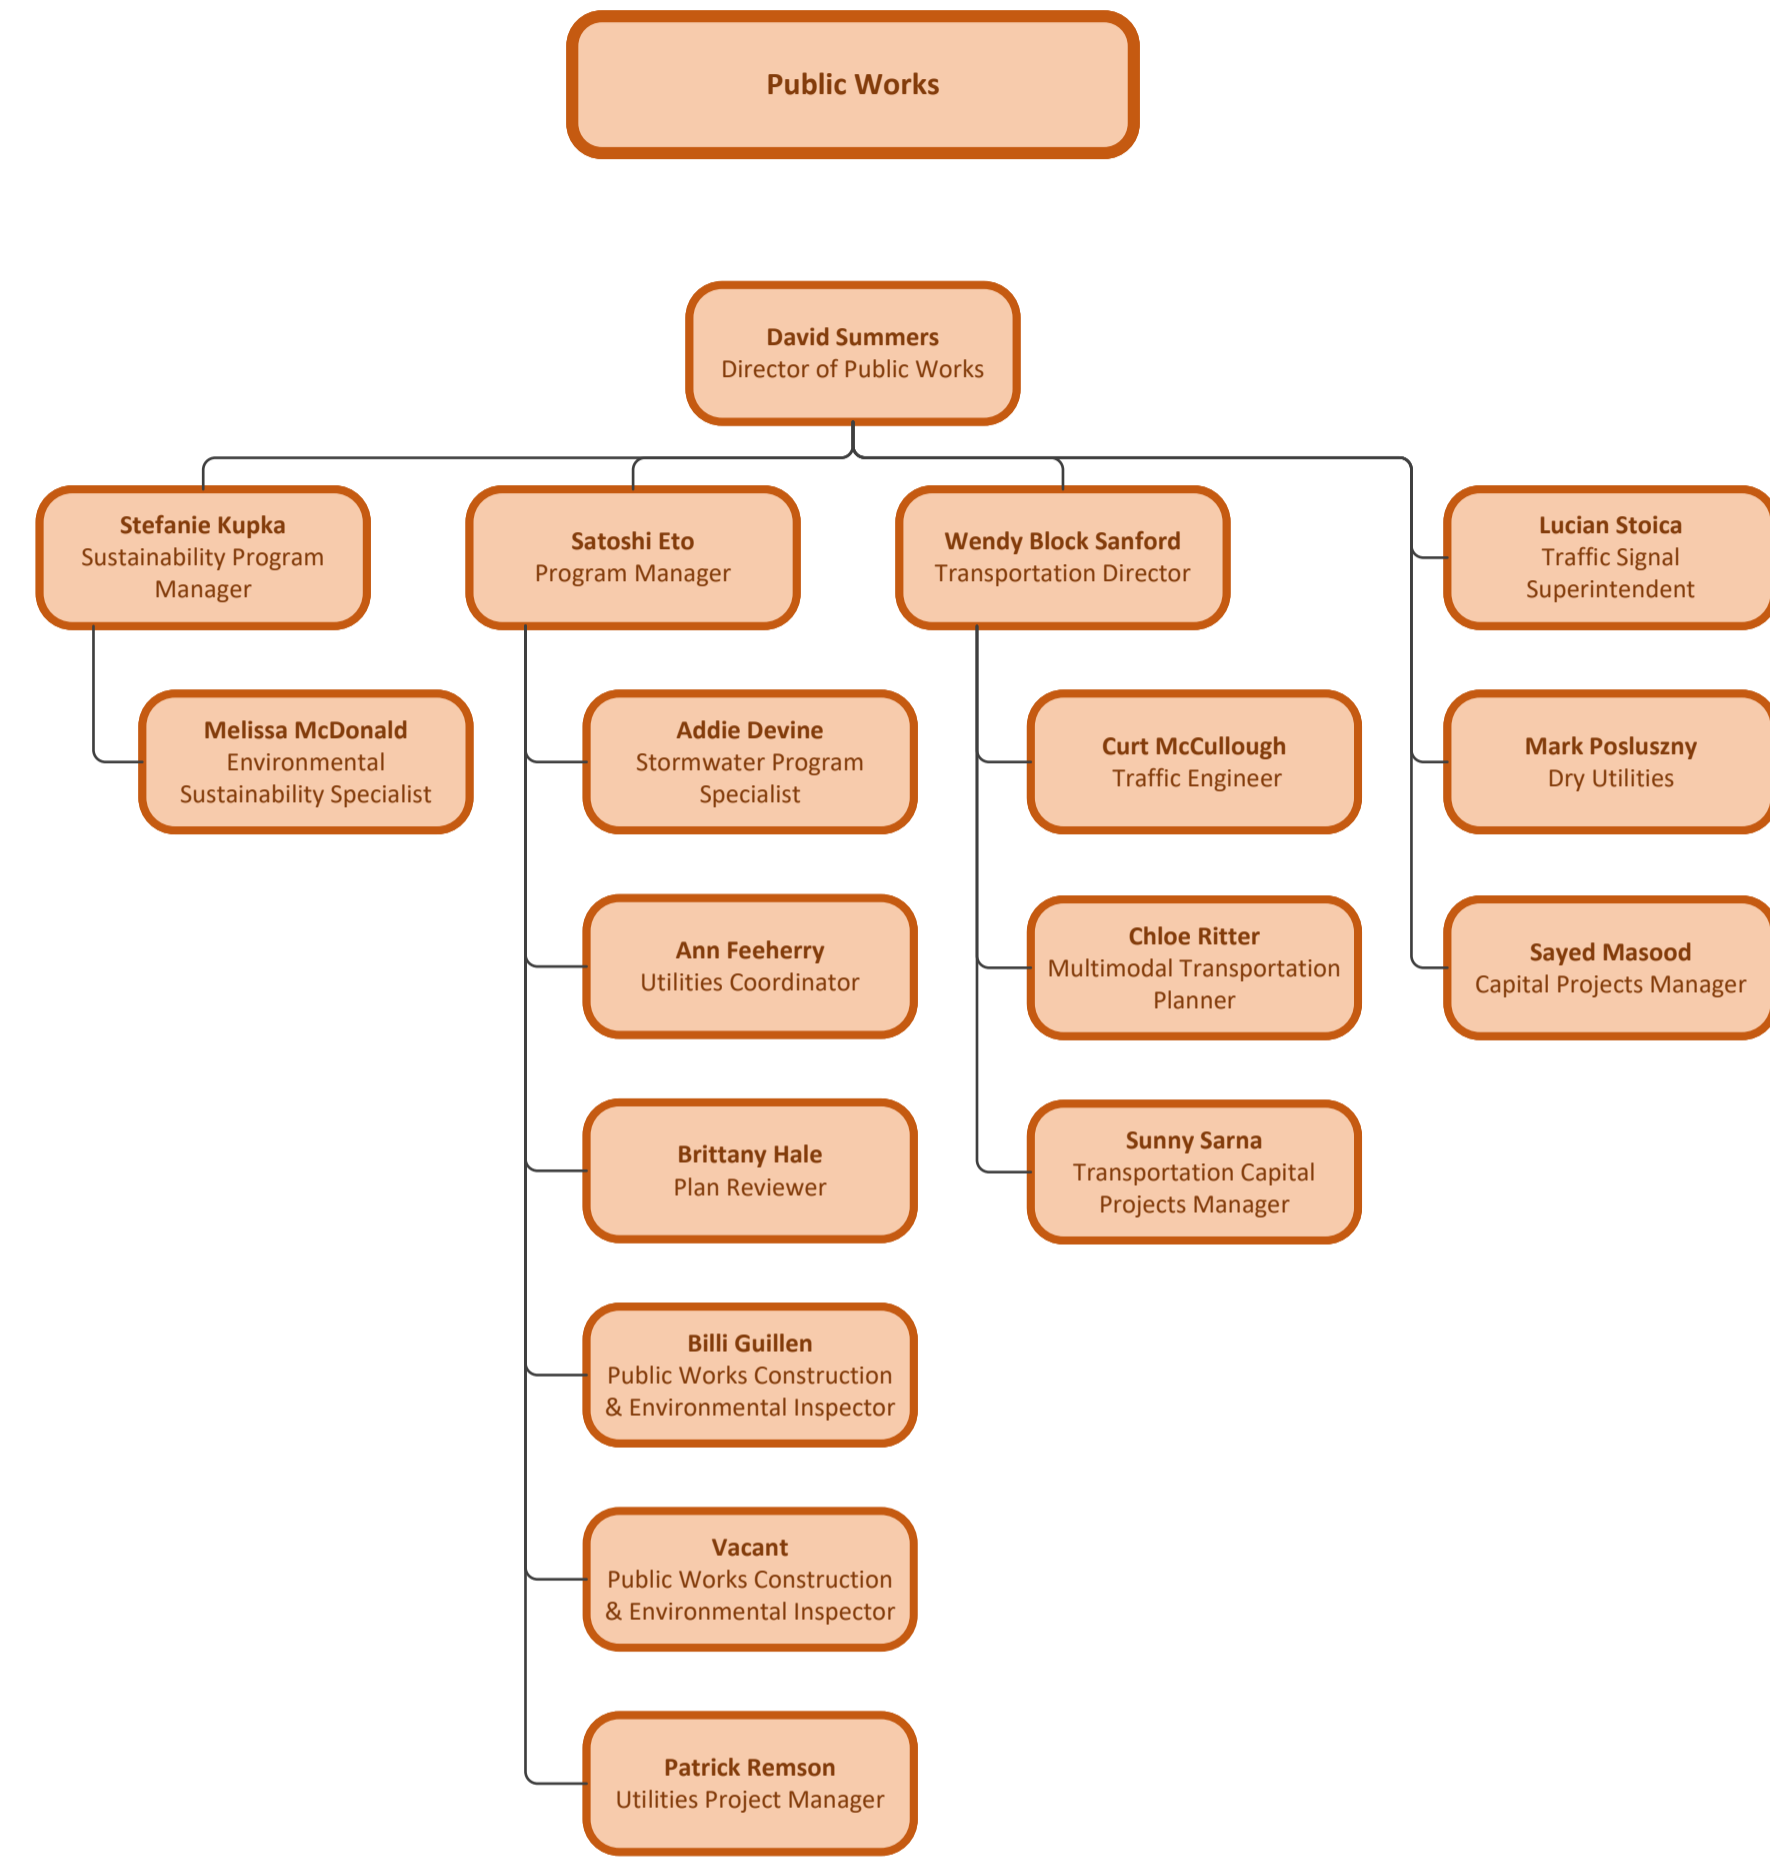 Public Works
David Summers
Director of Public Works
Stefanie Kupka
Sustainability Program
Manager
Melissa McDonald
Environmental
Sustainability Specialist
Satoshi Eto
Program Manager
Addie Devine
Stormwater Program
Specialist
Ann Feeherry
Utilities Coordinator
Brittany Hale
Plan Reviewer
Billi Guillen
Public Works Construction
& Environmental Inspector
Vacant
Public Works Construction
& Environmental Inspector
Patrick Remson
Utilities Project Manager
Wendy Block Sanford
Transportation Director
Curt McCullough
Traffic Engineer
Chloe Ritter
Multimodal Transportation
Planner
Sunny Sarna
Transportation Capital
Projects Manager
Lucian Stoica
Traffic Signal
Superintendent
Mark Posluszny
Dry Utilities
Sayed Masood
Capital Projects Manager